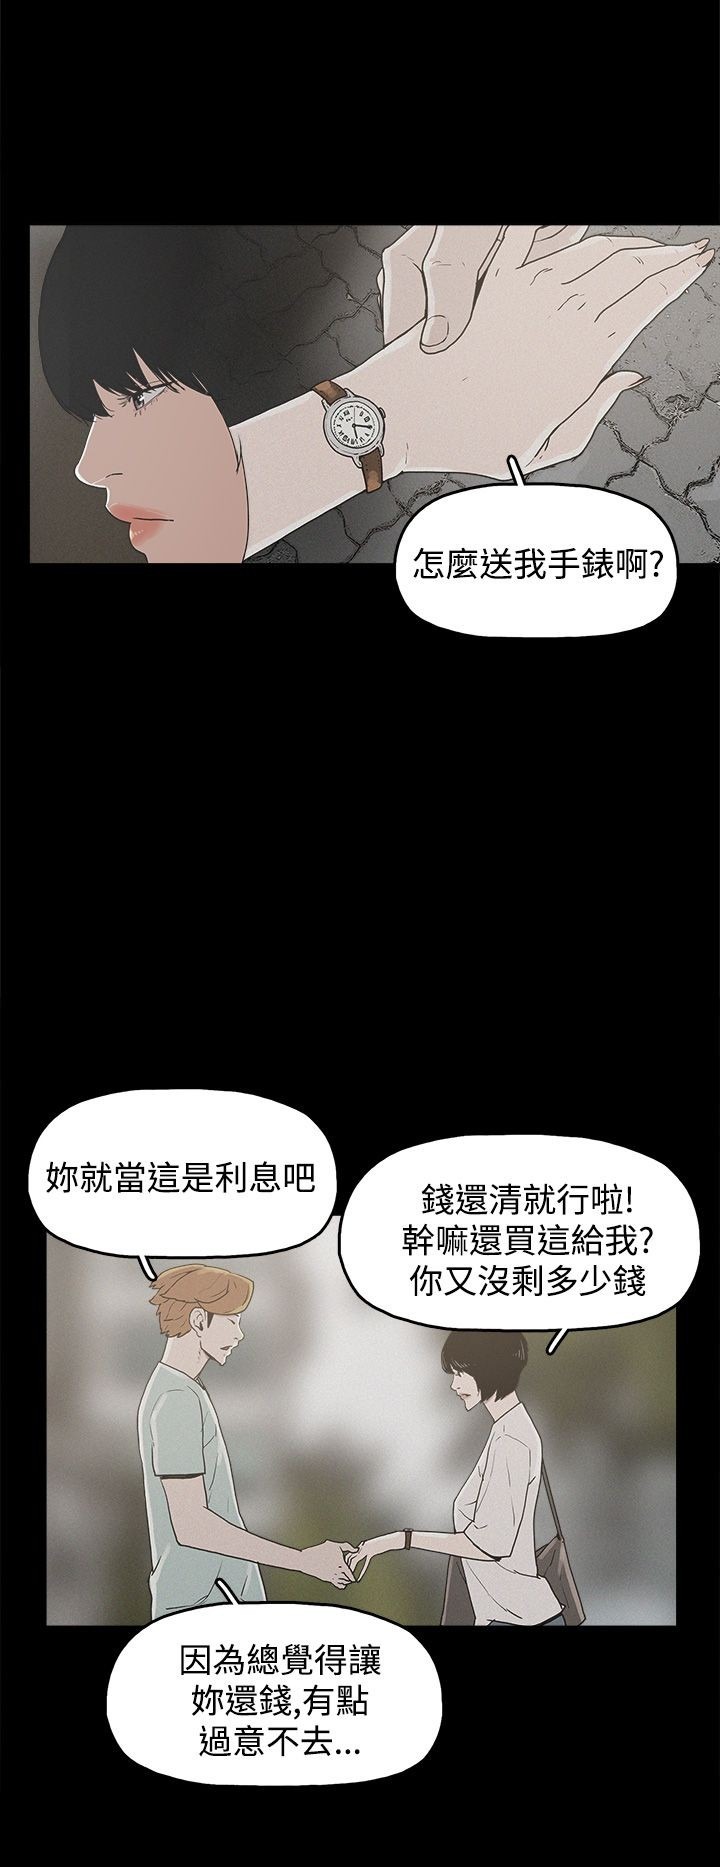 怎麼送我手錶啊?
妳就當這是利息吧
錢還清就行啦!
幹嘛還買這給我?
你又沒剩多少錢
因為總覺得讓
妳還錢,有點
過意不去...